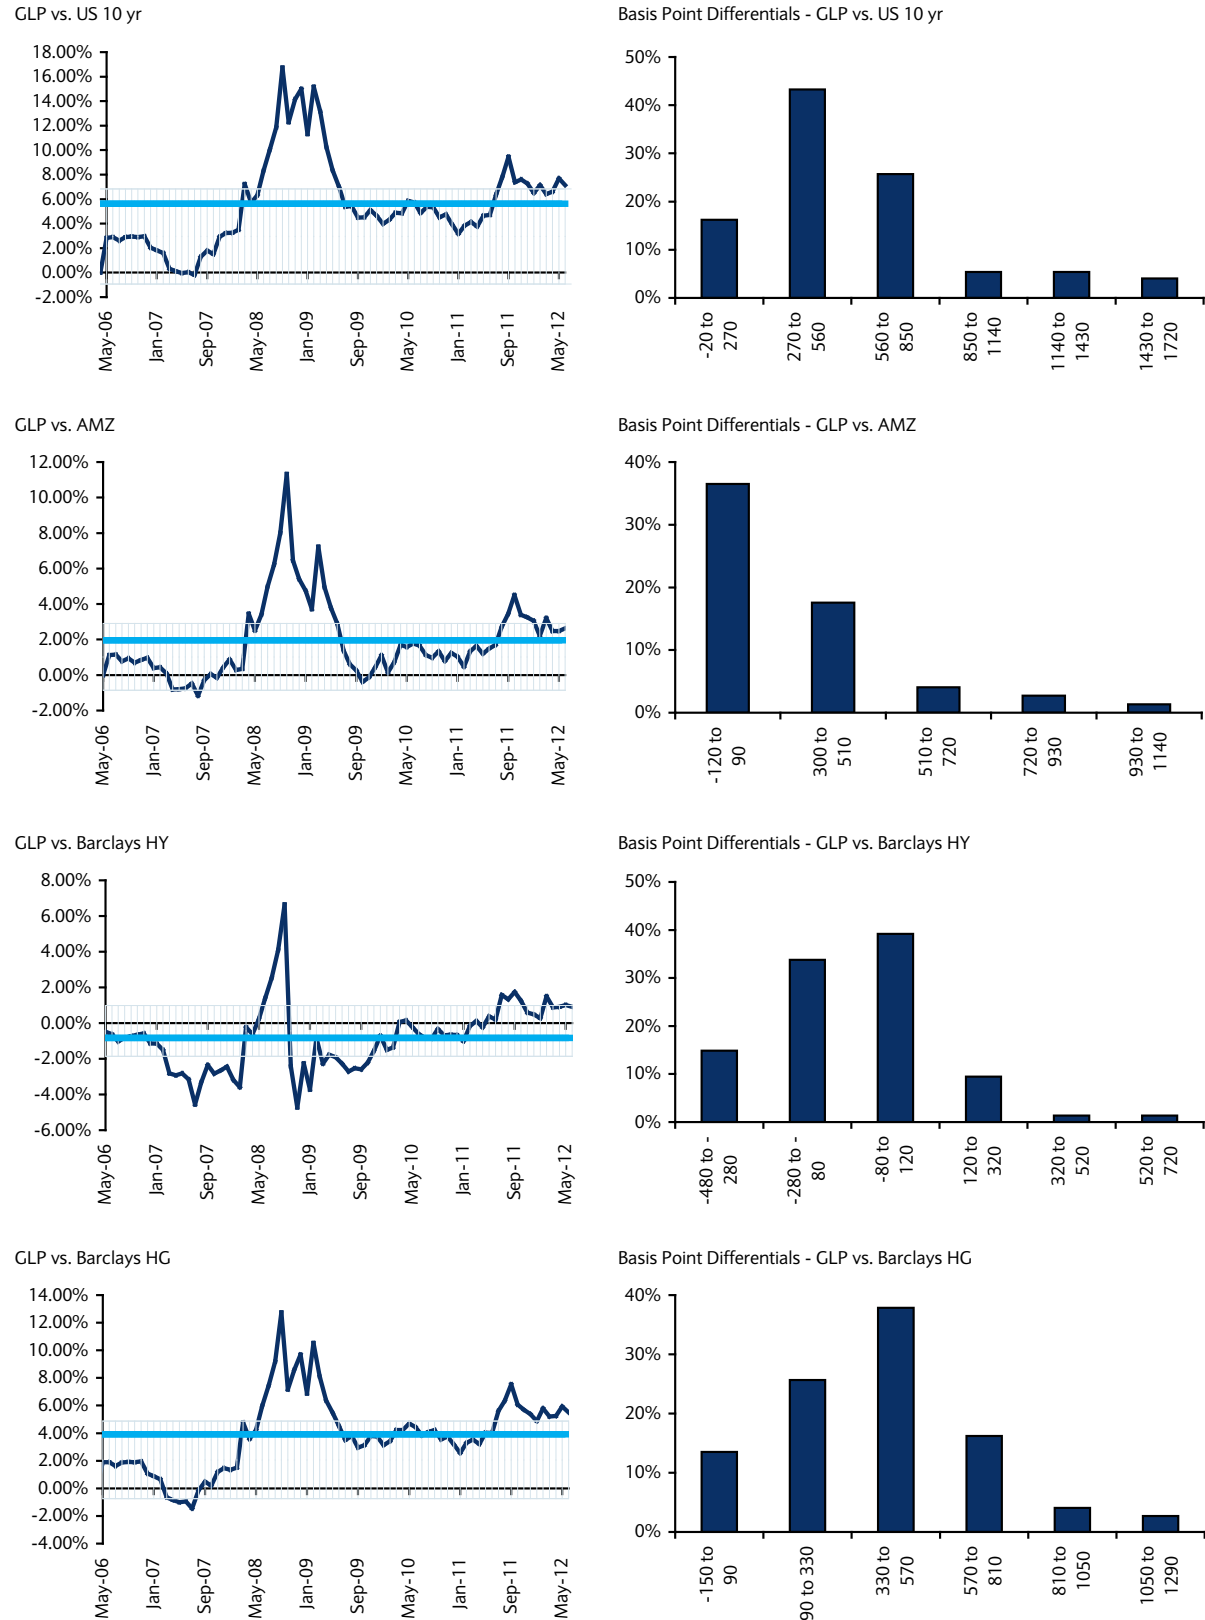 GLP vs. US 10 yr
18.00%
16.00%
14.00%
12.00%
10.00%
8.00%
6.00%
4.00%
2.00%
0.00%
-2.00%
May-06
Jan-07
Sep-07
May-08
Jan-09
Sep-09
May-10
Jan-11
Sep-11
May-12
Basis Point Differentials - GLP vs. US 10 yr
50%
40%
30%
20%
10%
0%
-20 to
270
270 to
560
560 to
850
850 to
1140
1140 to
1430
1430 to
1720
GLP vs. AMZ
12.00%
10.00%
8.00%
6.00%
4.00%
2.00%
0.00%
-2.00%
May-06
Jan-07
Sep-07
May-08
Jan-09
Sep-09
May-10
Jan-11
Sep-11
May-12
Basis Point Differentials - GLP vs. AMZ
40%
30%
20%
10%
0%
-120 to
90
300 to
510
510 to
720
720 to
930
930 to
1140
GLP vs. Barclays HY
8.00%
6.00%
4.00%
2.00%
0.00%
-2.00%
-4.00%
-6.00%
May-06
Jan-07
Sep-07
May-08
Jan-09
Sep-09
May-10
Jan-11
Sep-11
May-12
Basis Point Differentials - GLP vs. Barclays HY
50%
40%
30%
20%
10%
0%
-480 to -
280
-280 to -
80
-80 to
120
120 to
320
320 to
520
520 to
720
GLP vs. Barclays HG
14.00%
12.00%
10.00%
8.00%
6.00%
4.00%
2.00%
0.00%
-2.00%
-4.00%
May-06
Jan-07
Sep-07
May-08
Jan-09
Sep-09
May-10
Jan-11
Sep-11
May-12
Basis Point Differentials - GLP vs. Barclays HG
40%
30%
20%
10%
0%
-150 to
90
90 to 330
330 to
570
570 to
810
810 to
1050
1050 to
1290